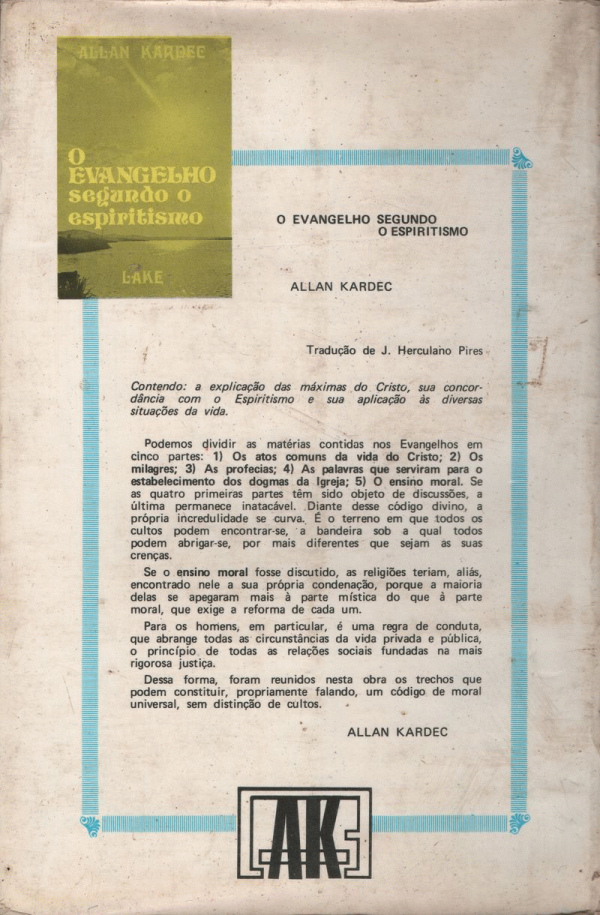 ALLAN KARDEC
O
EVANGELHO
segundo o
espiritismo
LAKE
O EVANGELHO SEGUNDO
O ESPIRITISMO
ALLAN KARDEC
Tradução de J. Herculano Pires
Contendo: a explicação das máximas do Cristo, sua concor-
dância com o Espiritismo e sua aplicação às diversas
situações da vida.
Podemos dividir as matérias contidas nos Evangelhos em
cinco partes: 1) Os atos comuns da vida do Cristo; 2) Os
milagres; 3) As profecias; 4) As palavras que serviram para o
estabelecimento dos dogmas da Igreja; 5) O ensino moral. Se
as quatro primeiras partes têm sido objeto de discussões, a
última permanece inatacável. Diante desse código divino, a
própria incredulidade se curva. É o terreno em que todos os
cultos podem encontrar-se, a bandeira sob a qual todos
podem abrigar-se, por mais diferentes que sejam as suas
crenças.
Se o ensino moral fosse discutido, as religiões teriam, aliás,
encontrado nele a sua própria condenação, porque a maioria
delas se apegaram mais à parte mística do que à parte
moral, que exige a reforma de cada um.
Para os homens, em particular, é uma regra de conduta,
que abrange todas as circunstâncias da vida privada e pública,
o princípio de todas as relações sociais fundadas na mais
rigorosa justiça.
Dessa forma, foram reunidos nesta obra os trechos que
podem constituir, propriamente falando, um código de moral
universal, sem distinção de cultos.
ALLAN KARDEC
AK